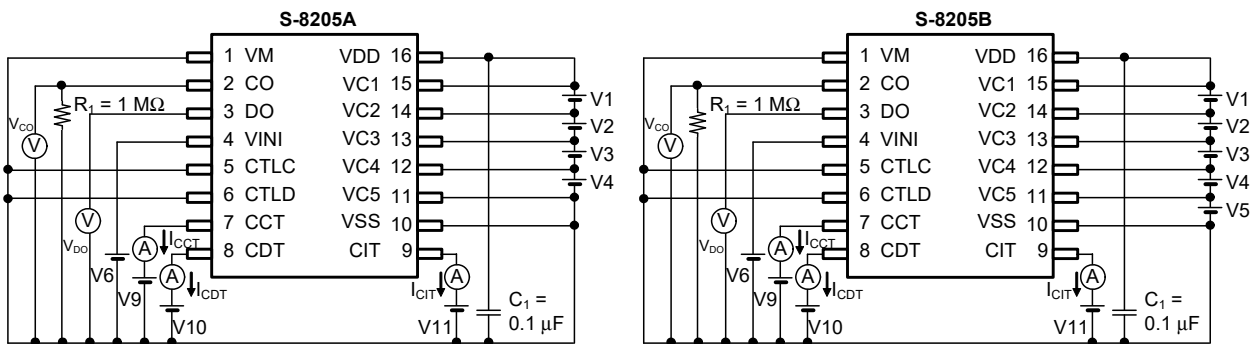 S-8205A
1 VM
2 CO
3 DO
4 VINI
5 CTLC
6 CTLD
7 CCT
8 CDT
VDD 16
VC1 15
VC2 14
VC3 13
VC4 12
VC5 11
VSS 10
CIT 9
R1 = 1 MΩ
VCO
V
V
VDO
A
ICCT
A
ICDT
V6
V9
V10
V1
V2
V3
V4
A
ICIT
V11
C1 =
0.1 μF
S-8205B
1 VM
2 CO
3 DO
4 VINI
5 CTLC
6 CTLD
7 CCT
8 CDT
VDD 16
VC1 15
VC2 14
VC3 13
VC4 12
VC5 11
VSS 10
CIT 9
R1 = 1 MΩ
VCO
V
V
VDO
A
ICCT
A
ICDT
V6
V9
V10
V1
V2
V3
V4
V5
A
ICIT
V11
C1 =
0.1 μF